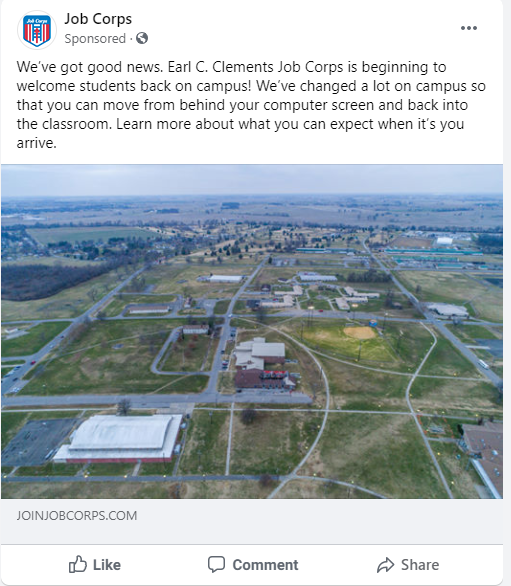 Job Corps
Job Corps
Sponsored ·
We've got good news. Earl C. Clements Job Corps is beginning to
welcome students back on campus! We've changed a lot on campus so
that you can move from behind your computer screen and back into
the classroom. Learn more about what you can expect when it's you
arrive.
JOINJOBCORPS.COM
Like
Comment
Share